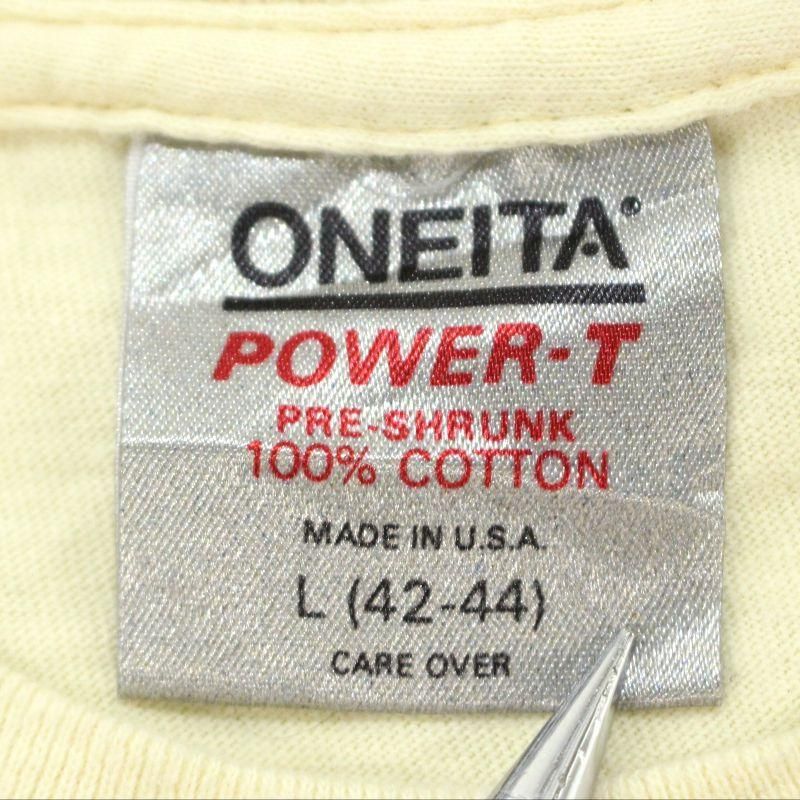 ONEITA®
POWER-T
PRE-SHRUNK
100% COTTON
MADE IN U.S.A.
L (42-44)
CARE OVER